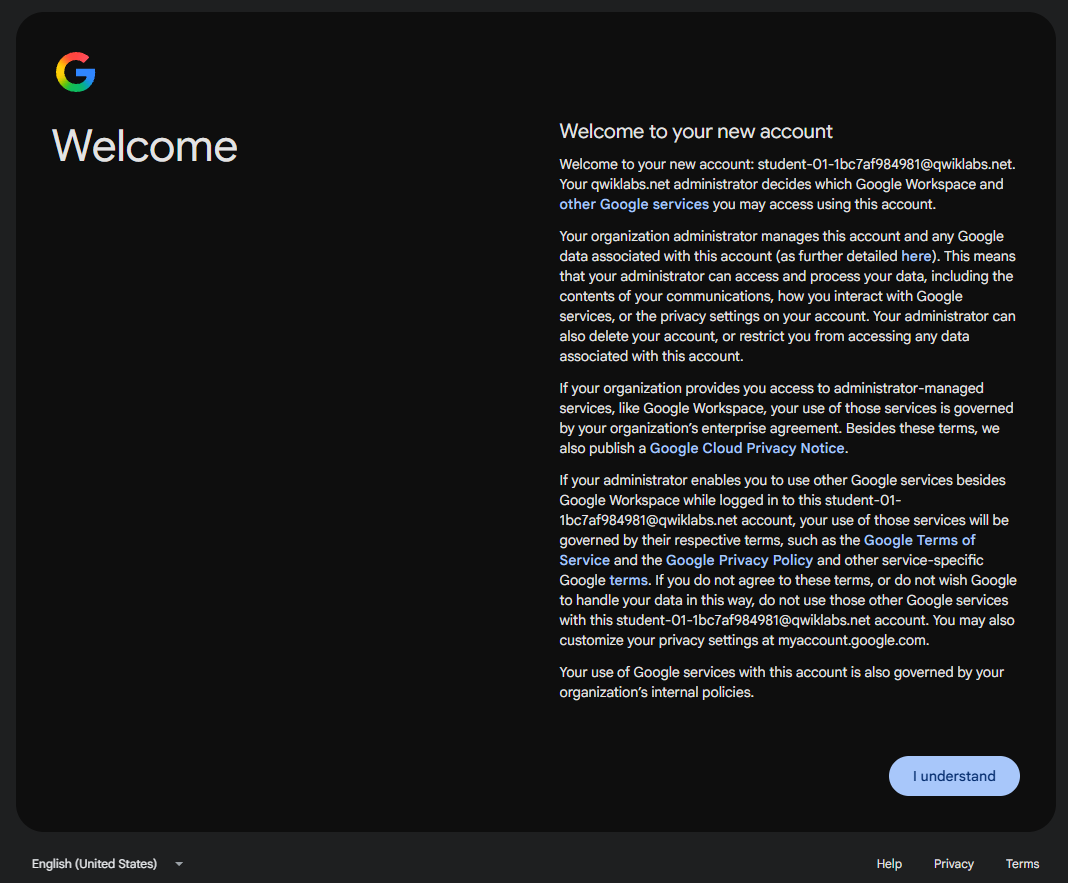 Welcome
Welcome to your new account
Welcome to your new account: student-01-1bc7af984981@qwiklabs.net.
Your qwiklabs.net administrator decides which Google Workspace and
other Google services you may access using this account.
Your organization administrator manages this account and any Google
data associated with this account (as further detailed here). This means
that your administrator can access and process your data, including the
contents of your communications, how you interact with Google
services, or the privacy settings on your account. Your administrator can
also delete your account, or restrict you from accessing any data
associated with this account.
If your organization provides you access to administrator-managed
services, like Google Workspace, your use of those services is governed
by your organization’s enterprise agreement. Besides these terms, we
also publish a Google Cloud Privacy Notice.
If your administrator enables you to use other Google services besides
Google Workspace while logged in to this student-01-
1bc7af984981@qwiklabs.net account, your use of those services will be
governed by their respective terms, such as the Google Terms of
Service and the Google Privacy Policy and other service-specific
Google terms. If you do not agree to these terms, or do not wish Google
to handle your data in this way, do not use those other Google services
with this student-01-1bc7af984981@qwiklabs.net account. You may also
customize your privacy settings at myaccount.google.com.
Your use of Google services with this account is also governed by your
organization’s internal policies.
I understand
English (United States)
Help Privacy Terms